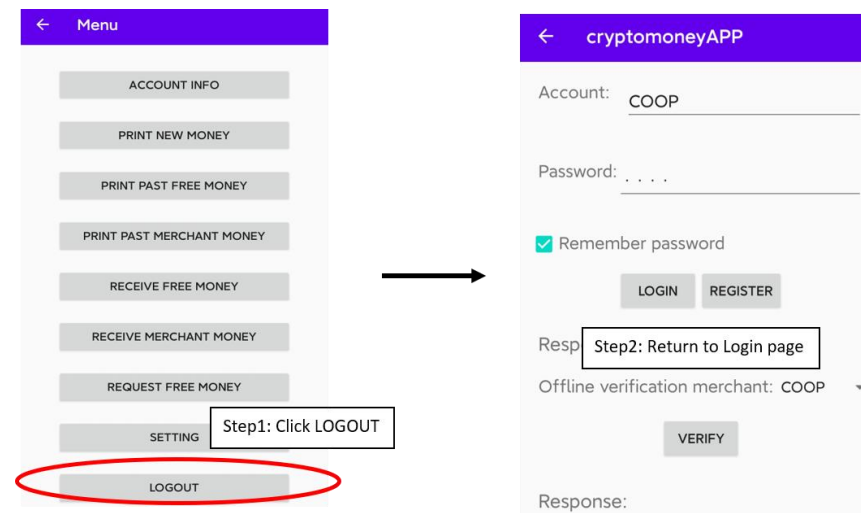 Menu
ACCOUNT INFO
PRINT NEW MONEY
PRINT PAST FREE MONEY
PRINT PAST MERCHANT MONEY
RECEIVE FREE MONEY
RECEIVE MERCHANT MONEY
REQUEST FREE MONEY
SETTING
Step1: Click LOGOUT
LOGOUT
cryptomoneyAPP
Account: COOP
Password: . . . .
Remember password
LOGIN REGISTER
Resp
Step2: Return to Login page
Offline verification merchant: COOP
VERIFY
Response: